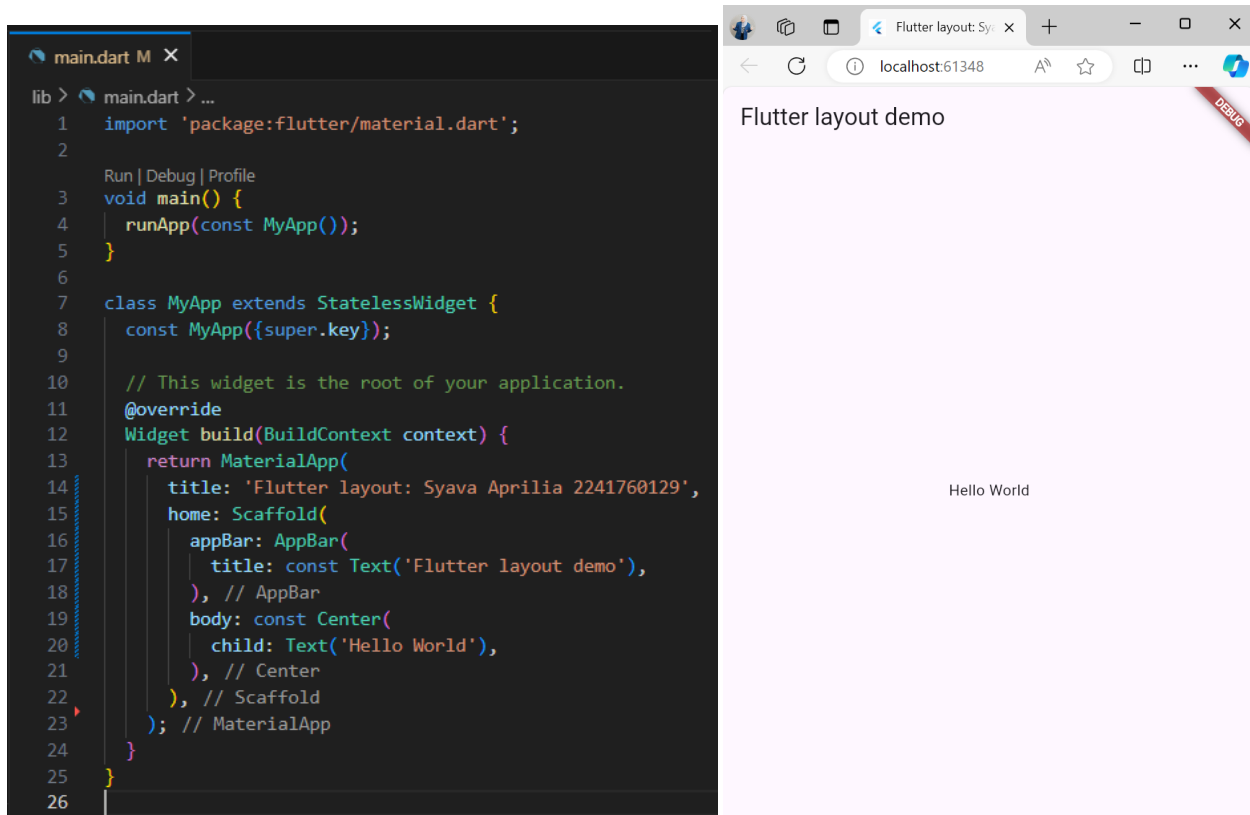 main.dart M
lib > main.dart > ...
1 import 'package:flutter/material.dart';
2
Run | Debug | Profile
3 void main() {
4   runApp(const MyApp());
5 }
6
7 class MyApp extends StatelessWidget {
8   const MyApp({super.key});
9
10   // This widget is the root of your application.
11   @override
12   Widget build(BuildContext context) {
13     return MaterialApp(
14       title: 'Flutter layout: Syava Aprilia 2241760129',
15       home: Scaffold(
16         appBar: AppBar(
17           title: const Text('Flutter layout demo'),
18         ), // AppBar
19         body: const Center(
20           child: Text('Hello World'),
21         ), // Center
22       ), // Scaffold
23     ); // MaterialApp
24   }
25 }
26
Flutter layout: Sya
localhost:61348
Flutter layout demo
DEBUG
Hello World